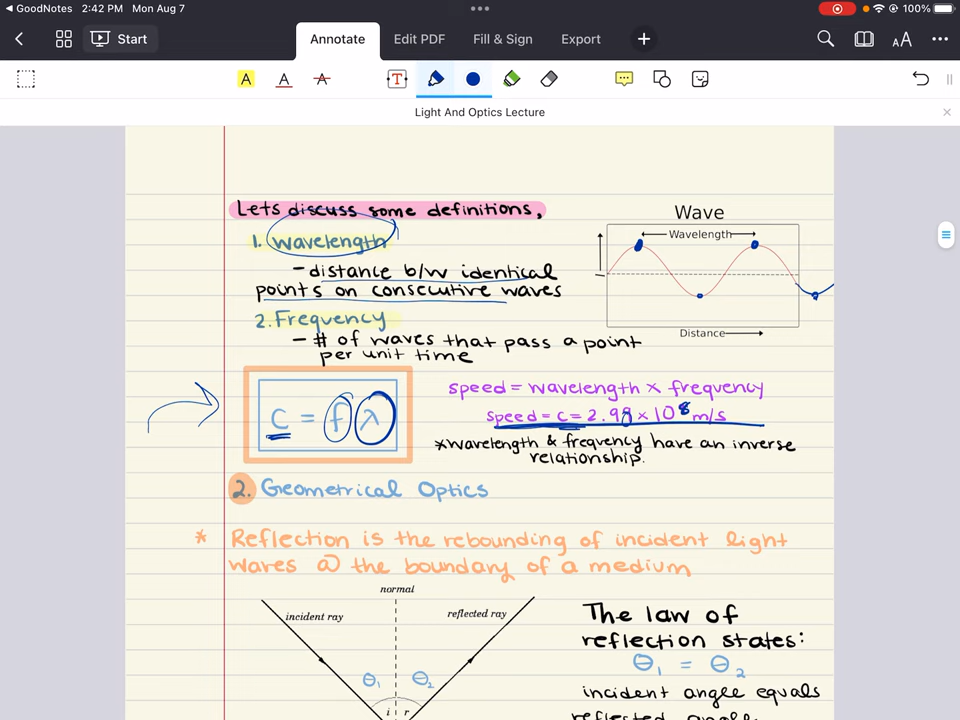 GoodNotes 2:42 PM Mon Aug 7 100%
Start Annotate Edit PDF Fill & Sign Export
Light And Optics Lecture
Lets discuss some definitions,
1. Wavelength
- distance b/w identical
points on consecutive waves
2. Frequency
- # of waves that pass a point
per unit time
Wave
Wavelength
Distance
c = f λ
speed = wavelength x frequency
speed = c = 2.98 x 10⁸ m/s
*wavelength & frequency have an inverse
relationship.
2. Geometrical Optics
* Reflection is the rebounding of incident light
waves @ the boundary of a medium
normal
incident ray
reflected ray
θ₁ θ₂
i r
The law of
reflection states:
θ₁ = θ₂
incident angle equals
reflected angle